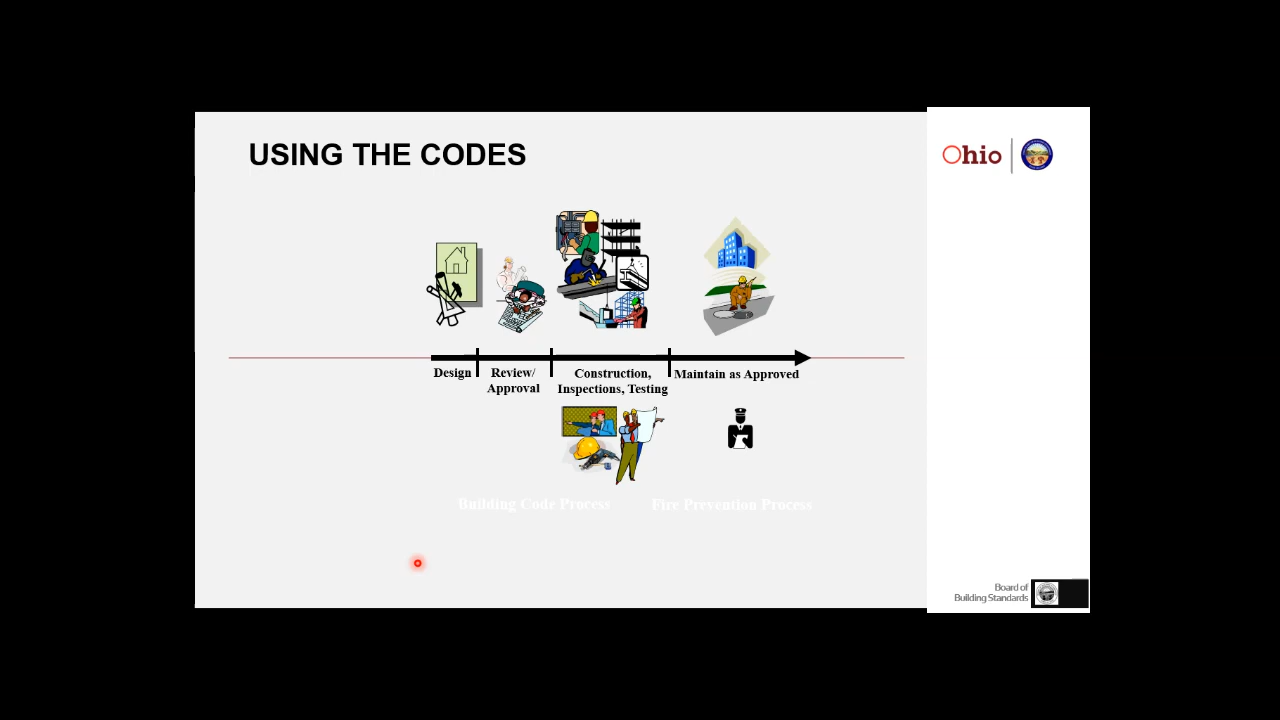 USING THE CODES
Ohio
Design
Review/
Approval
Construction,
Inspections, Testing
Maintain as Approved
Building Code Process
Fire Prevention Process
Board of
Building Standards